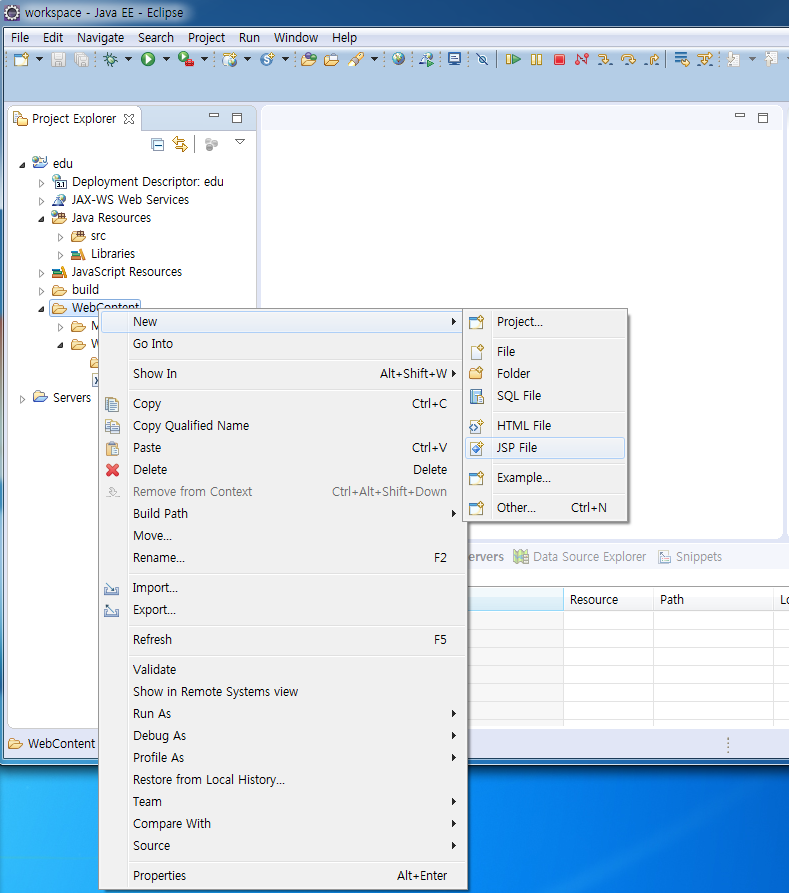 workspace - Java EE - Eclipse
File Edit Navigate Search Project Run Window Help
Project Explorer
edu
3.1 Deployment Descriptor: edu
JAX-WS Web Services
Java Resources
src
Libraries
JavaScript Resources
build
WebContent
M
W
Servers
New
Go Into
Show In Alt+Shift+W
Copy Ctrl+C
Copy Qualified Name
Paste Ctrl+V
Delete Delete
Remove from Context Ctrl+Alt+Shift+Down
Build Path
Move...
Rename... F2
Import...
Export...
Refresh F5
Validate
Show in Remote Systems view
Run As
Debug As
Profile As
Restore from Local History...
Team
Compare With
Source
Properties Alt+Enter
Project...
File
Folder
SQL File
HTML File
JSP File
Example...
Other... Ctrl+N
ervers Data Source Explorer Snippets
Resource Path Lo
WebContent